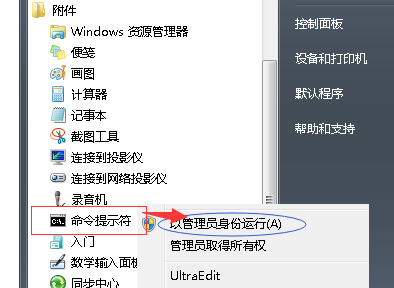 附件
Windows 资源管理器
便笺
画图
计算器
记事本
截图工具
连接到投影仪
连接到网络投影仪
录音机
命令提示符
入门
数学输入面板
同步中心
控制面板
设备和打印机
默认程序
帮助和支持
以管理员身份运行(A)
管理员取得所有权
UltraEdit